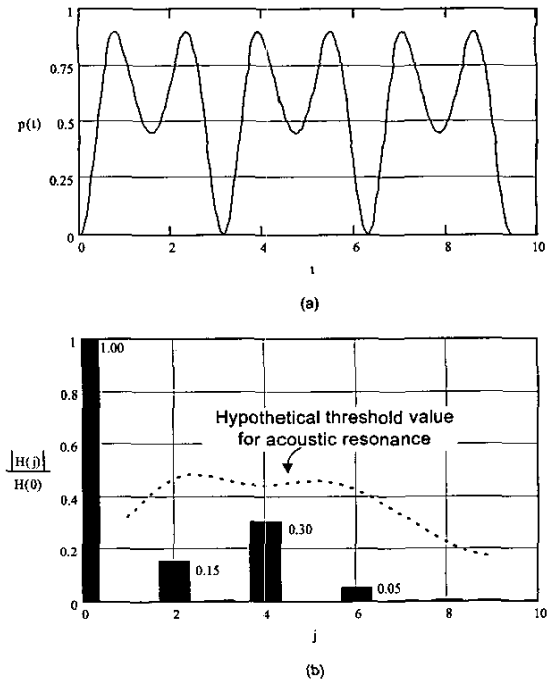 1
0.75
p(t)
0.5
0.25
0
0 2 4 6 8 10
t
(a)
1
1.00
0.8
Hypothetical threshold value
for acoustic resonance
0.6
|H(j)|
H(0)
0.4
0.30
0.2
0.15
0.05
0
0 2 4 6 8 10
j
(b)